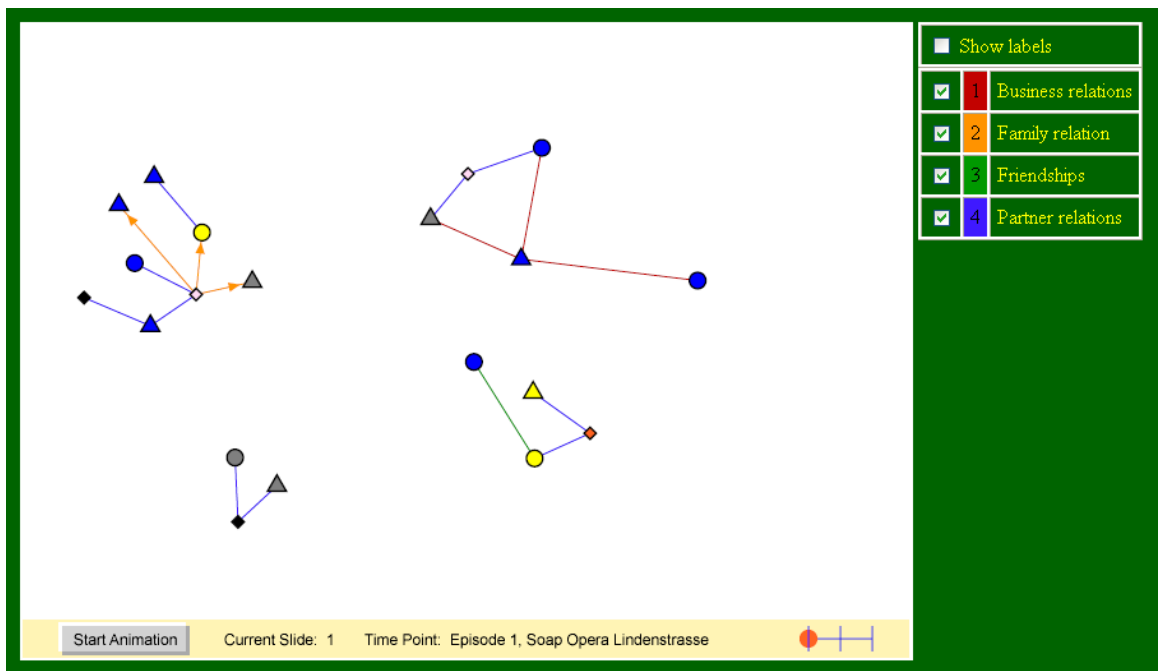 Show labels
1 Business relations
2 Family relation
3 Friendships
4 Partner relations
Start Animation Current Slide: 1 Time Point: Episode 1, Soap Opera Lindenstrasse